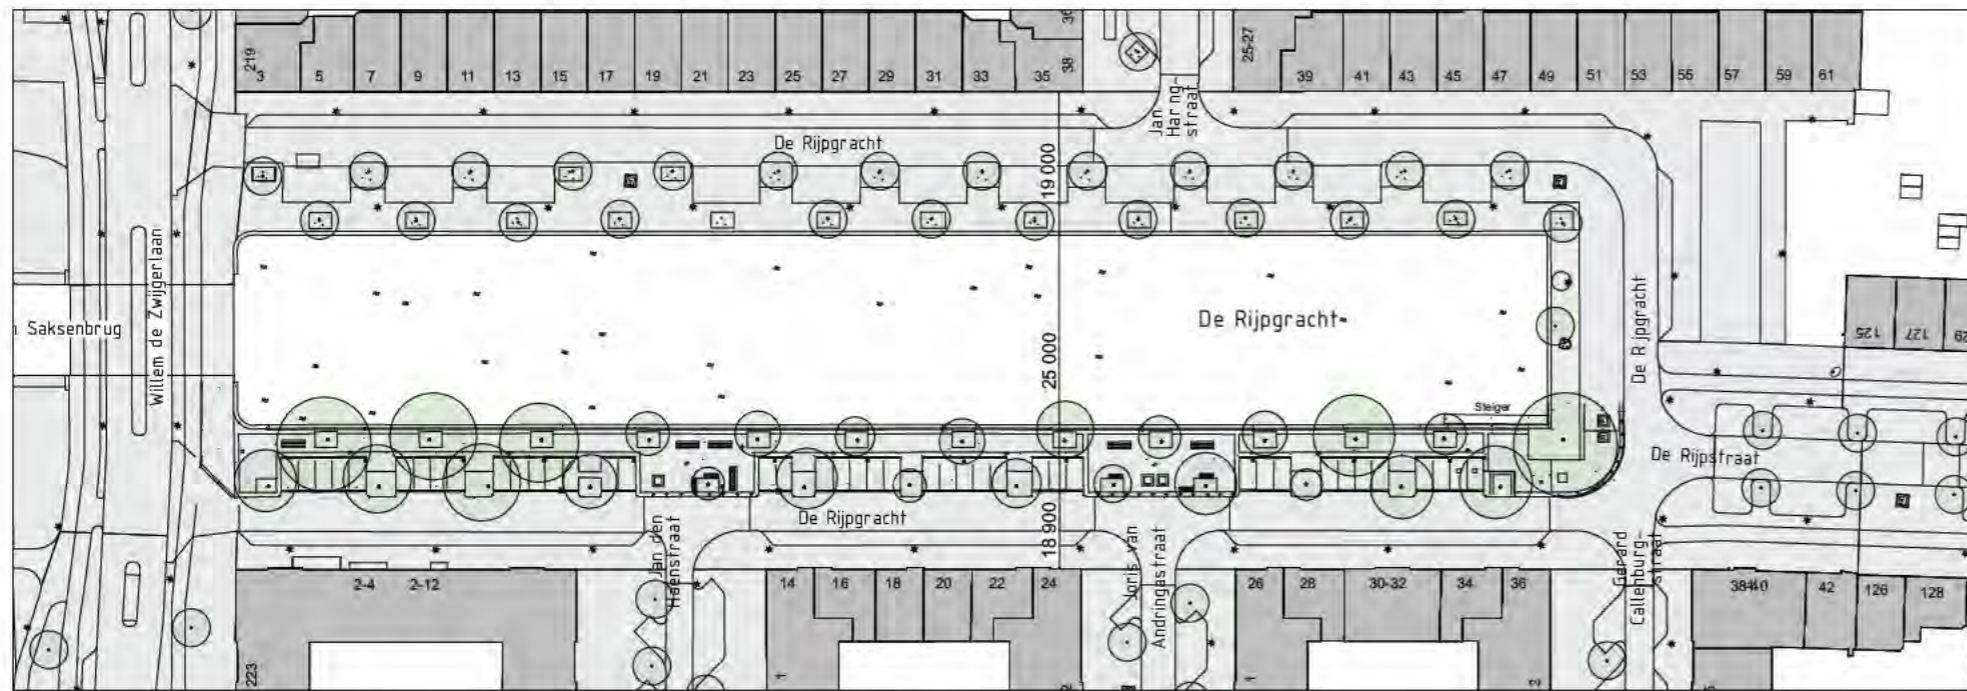 219
3 5 7 9 11 13 15 17 19 21 23 25 27 29 31 33 35 38
25-27
39 41 43 45 47 49 51 53 55 57 59 61
Jan
Haring-
straat
De Rijpgracht
19 000
Willem de Zwijgerlaan
Saksenbrug
De Rijpgracht
25 000
De Rijpgracht
125 127
Steiger
De Rijpstraat
De Rijpgracht
18 900
Jan den
Haenstraat
Joris van
Andringastraat
Gerard
Callenburg-
straat
2-4 2-12
14 16 18 20 22 24
26 28 30-32 34 36
42 126 128
223
1
1
2